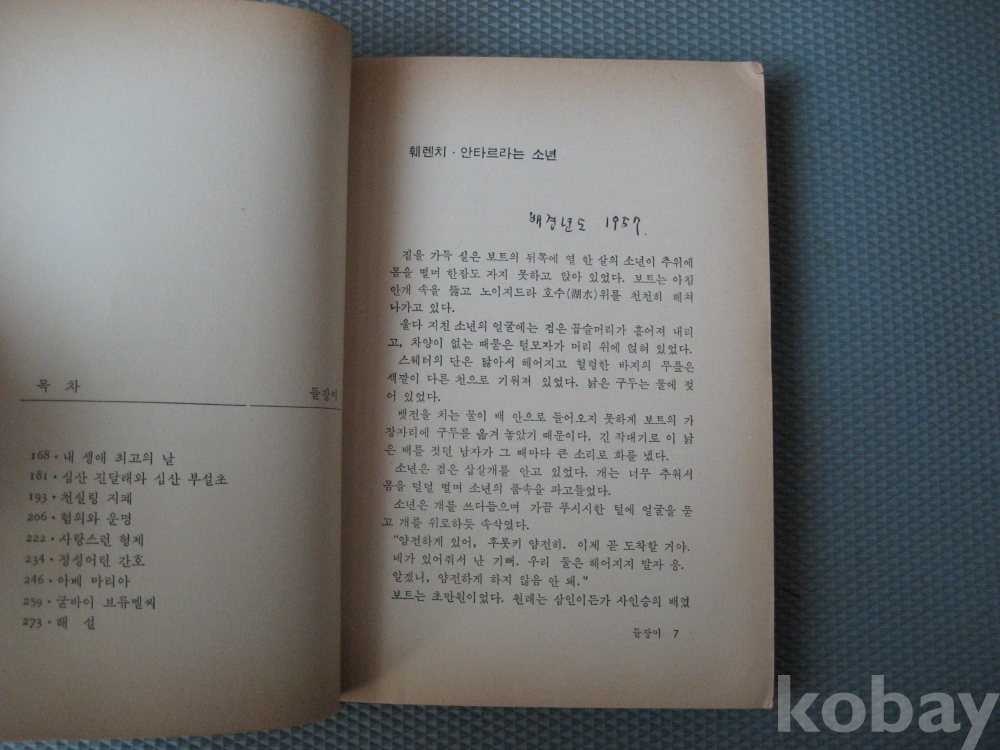 목 차
들장미
168 · 내 생애 최고의 날
181 · 심산 진달래와 심산 부설초
193 · 천실링 지폐
206 · 혐의와 운명
222 · 사랑스런 형제
234 · 정성어린 간호
246 · 아베 마리아
259 · 굳바이 브류멜씨
273 · 해 설
훼렌치 · 안타르라는 소년
배경년도 1957.
짐을 가득 실은 보트의 뒤쪽에 열 한 살의 소년이 추위에
몸을 떨며 한잠도 자지 못하고 앉아 있었다. 보트는 아침
안개 속을 뚫고 노이지드라 호수(湖水)위를 천천히 헤쳐
나가고 있다.
울다 지친 소년의 얼굴에는 검은 곱슬머리가 흩어져 내리
고, 차양이 없는 때묻은 털모자가 머리 위에 얹혀 있었다.
스웨터의 단은 닳아서 헤어지고 헐렁한 바지의 무릎은
색깔이 다른 천으로 기워져 있었다. 낡은 구두는 물에 젖
어 있었다.
뱃전을 치는 물이 배 안으로 들어오지 못하게 보트의 가
장자리에 구두를 옮겨 놓았기 때문이다. 긴 작대기로 이 낡
은 배를 젓던 남자가 그 때마다 큰 소리로 화를 냈다.
소년은 검은 삽살개를 안고 있었다. 개는 너무 추워서
몸을 덜덜 떨며 소년의 품속을 파고들었다.
소년은 개를 쓰다듬으며 가끔 푸시시한 털에 얼굴을 묻
고 개를 위로하듯 속삭였다.
"얌전하게 있어, 후못키 얌전히. 이제 곧 도착할 거야.
네가 있어줘서 난 기뻐. 우리 둘은 헤어지지 말자 응.
알겠니, 얌전하게 하지 않음 안 돼."
보트는 초만원이었다. 원래는 삼인이든가 사인승의 배였
들장미 7
kobay